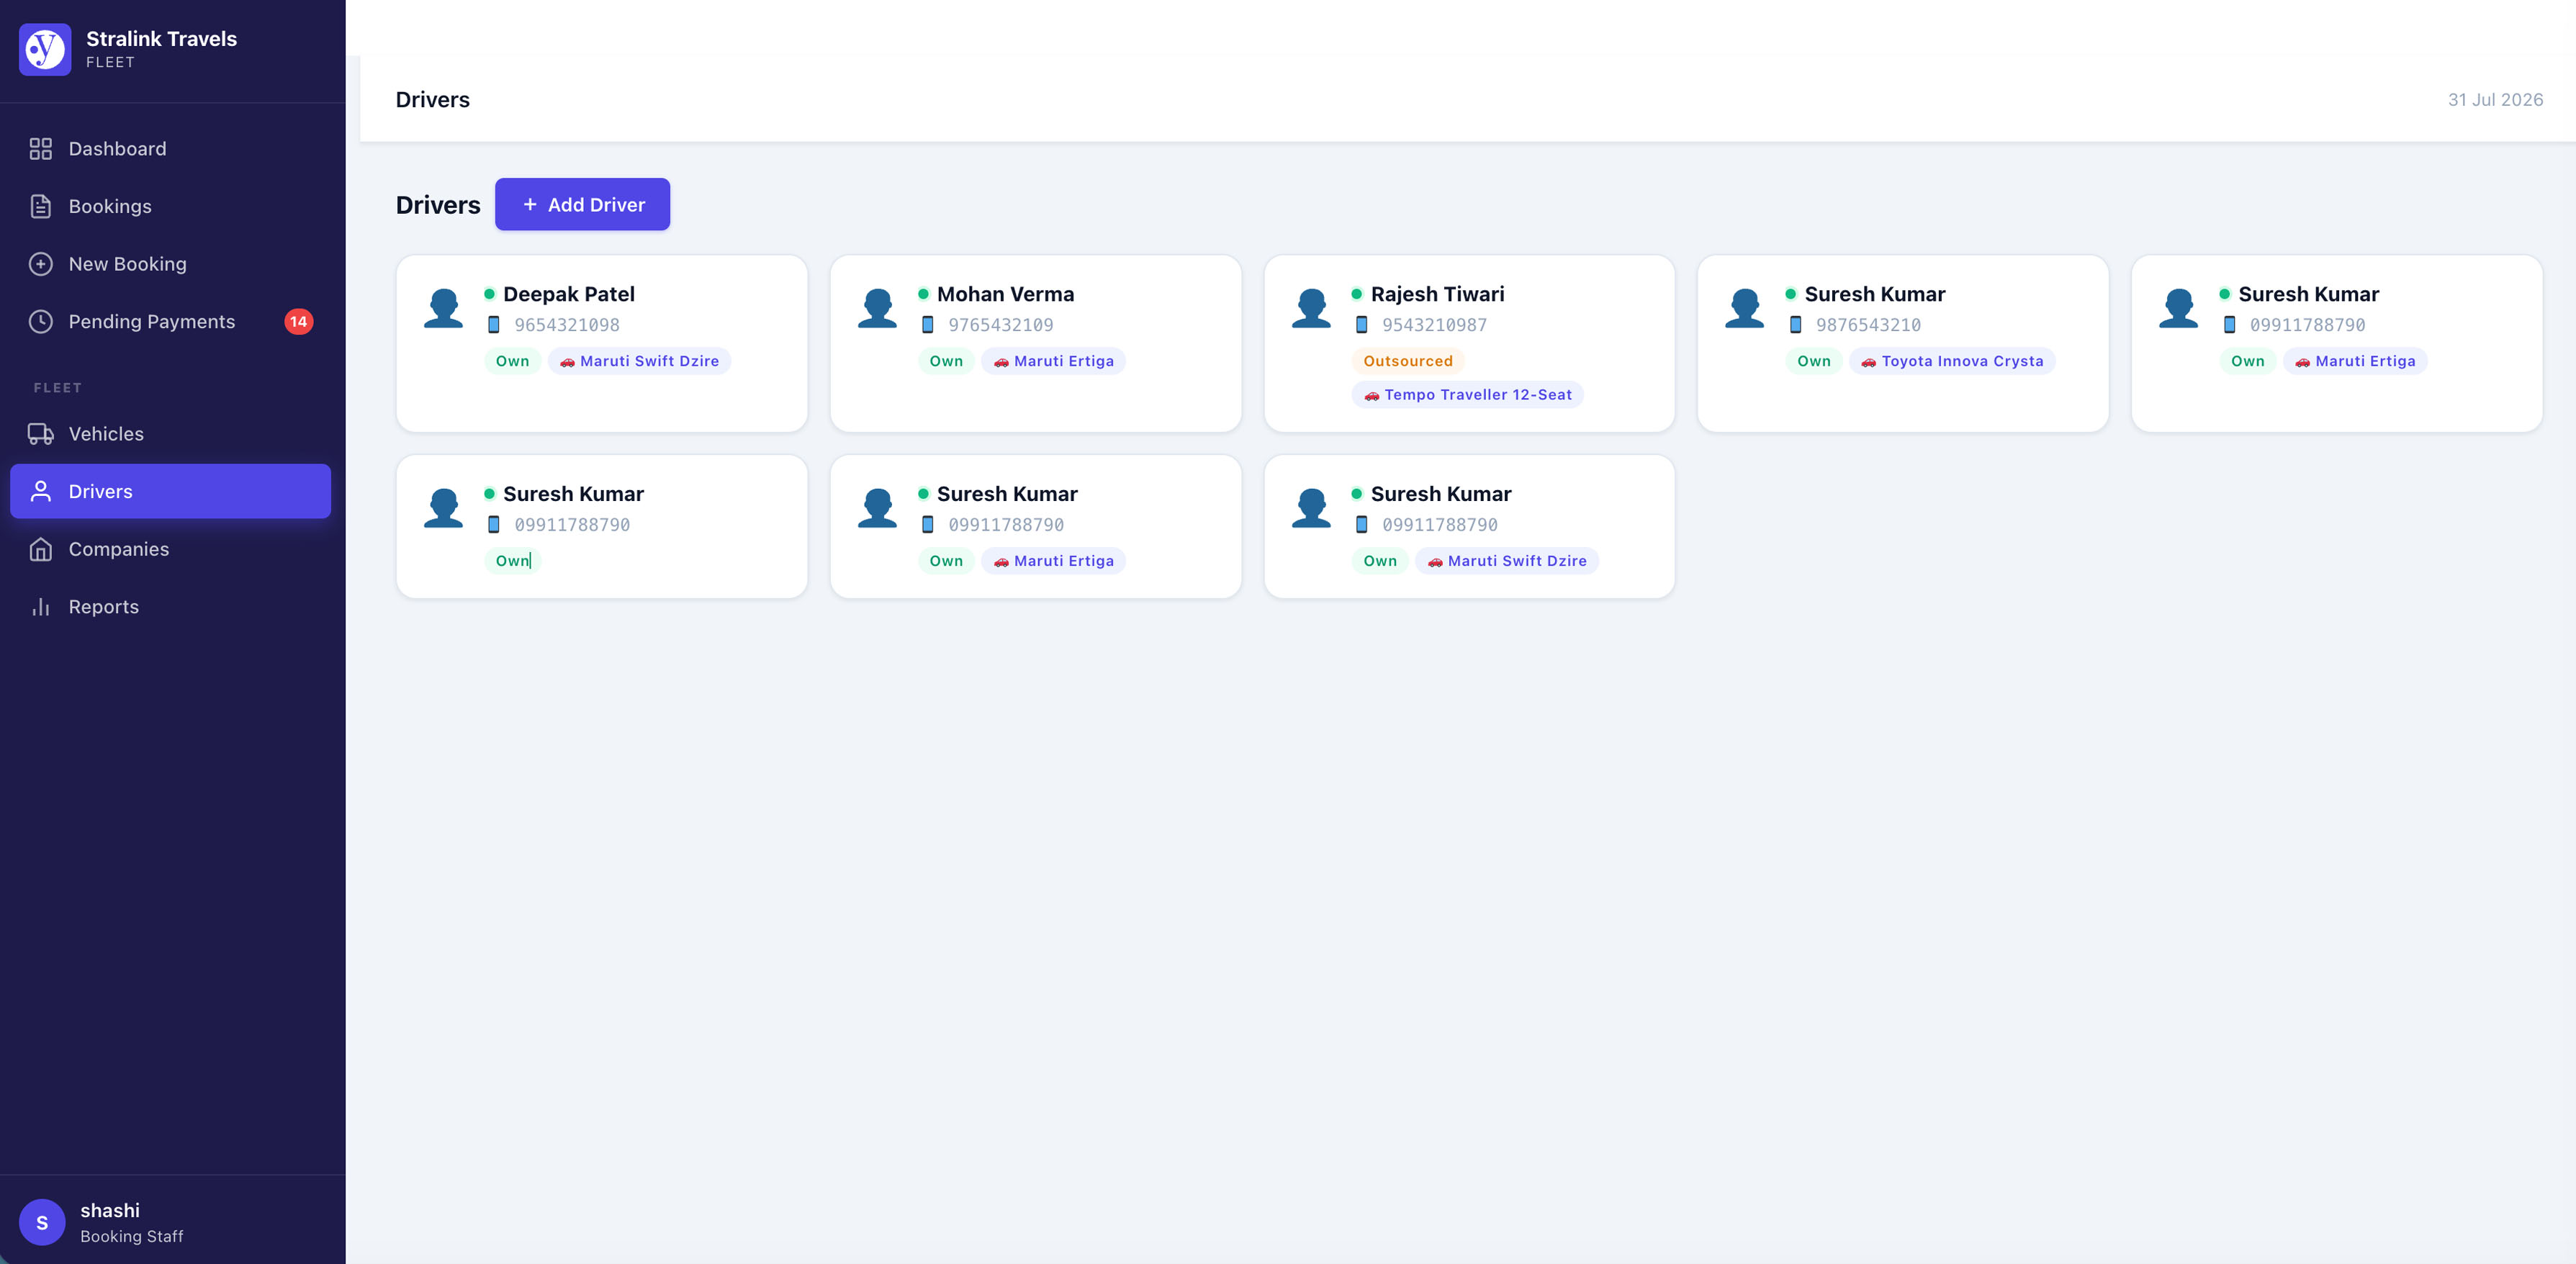 Stralink Travels
FLEET
Dashboard
Bookings
New Booking
Pending Payments 14
FLEET
Vehicles
Drivers
Companies
Reports
S
shashi
Booking Staff
Drivers
31 Jul 2026
Drivers + Add Driver
Deepak Patel
9654321098
Own Maruti Swift Dzire
Mohan Verma
9765432109
Own Maruti Ertiga
Rajesh Tiwari
9543210987
Outsourced
Tempo Traveller 12-Seat
Suresh Kumar
9876543210
Own Toyota Innova Crysta
Suresh Kumar
09911788790
Own Maruti Ertiga
Suresh Kumar
09911788790
Own
Suresh Kumar
09911788790
Own Maruti Ertiga
Suresh Kumar
09911788790
Own Maruti Swift Dzire